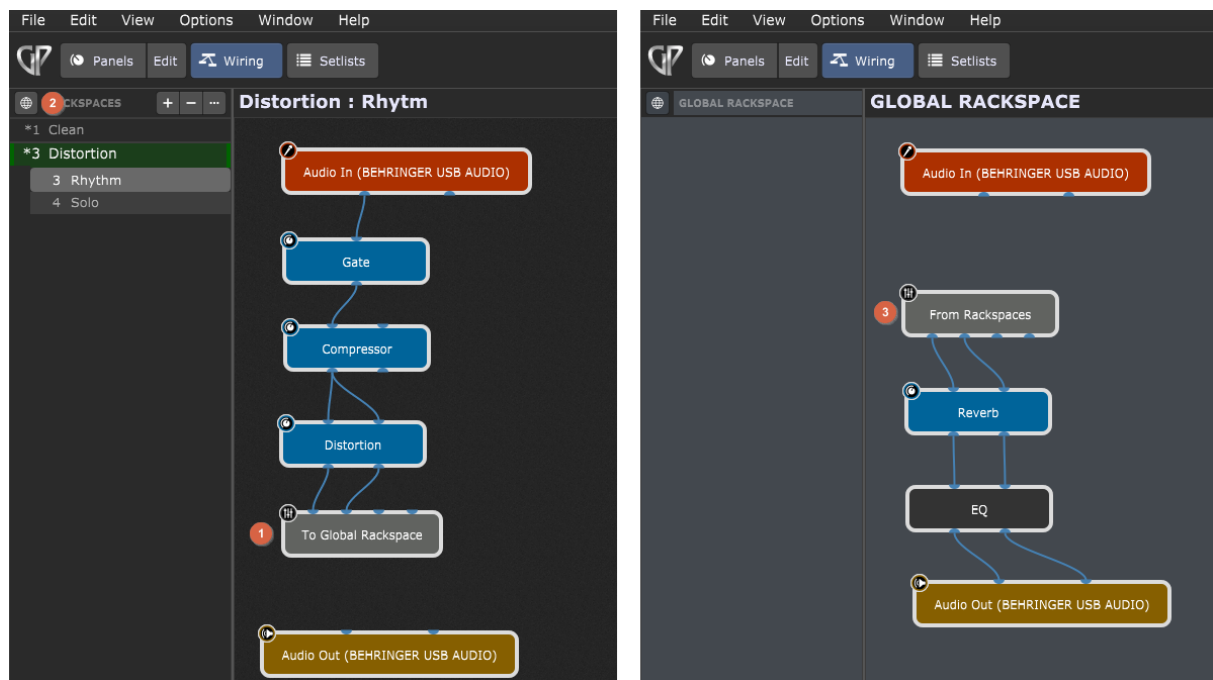 File Edit View Options Window Help
GP Panels Edit Wiring Setlists
2 CKSPACES + − ··· Distortion : Rhytm
*1 Clean
*3 Distortion
3 Rhythm
4 Solo
Audio In (BEHRINGER USB AUDIO)
Gate
Compressor
Distortion
1 To Global Rackspace
Audio Out (BEHRINGER USB AUDIO)
File Edit View Options Window Help
GP Panels Edit Wiring Setlists
GLOBAL RACKSPACE GLOBAL RACKSPACE
Audio In (BEHRINGER USB AUDIO)
3 From Rackspaces
Reverb
EQ
Audio Out (BEHRINGER USB AUDIO)